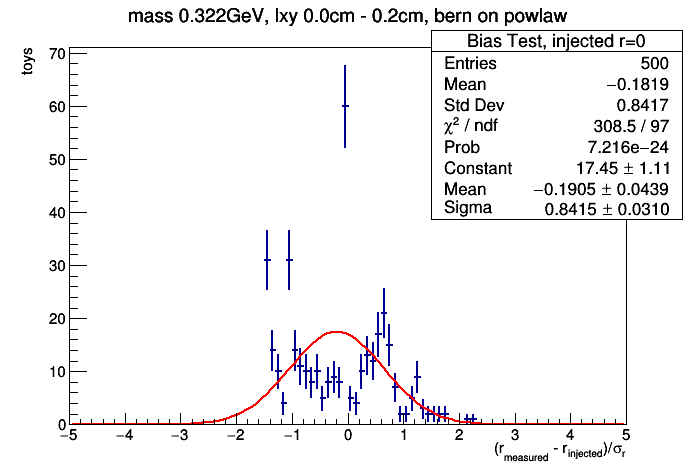 mass 0.322GeV, lxy 0.0cm - 0.2cm, bern on powlaw
Bias Test, injected r=0
Entries 500
Mean −0.1819
Std Dev 0.8417
χ² / ndf 308.5 / 97
Prob 7.216e−24
Constant 17.45 ± 1.11
Mean −0.1905 ± 0.0439
Sigma 0.8415 ± 0.0310
toys
70
60
50
40
30
20
10
0
−5 −4 −3 −2 −1 0 1 2 3 4 5
(r_measured - r_injected)/σ_r